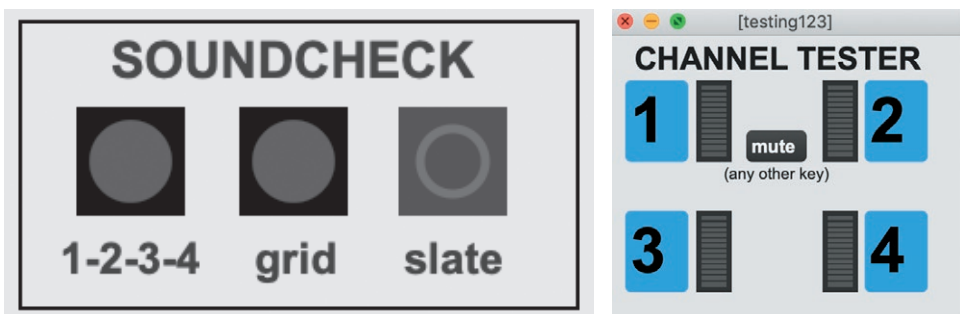 SOUNDCHECK
1-2-3-4 grid slate
[testing123]
CHANNEL TESTER
1 2
mute
(any other key)
3 4